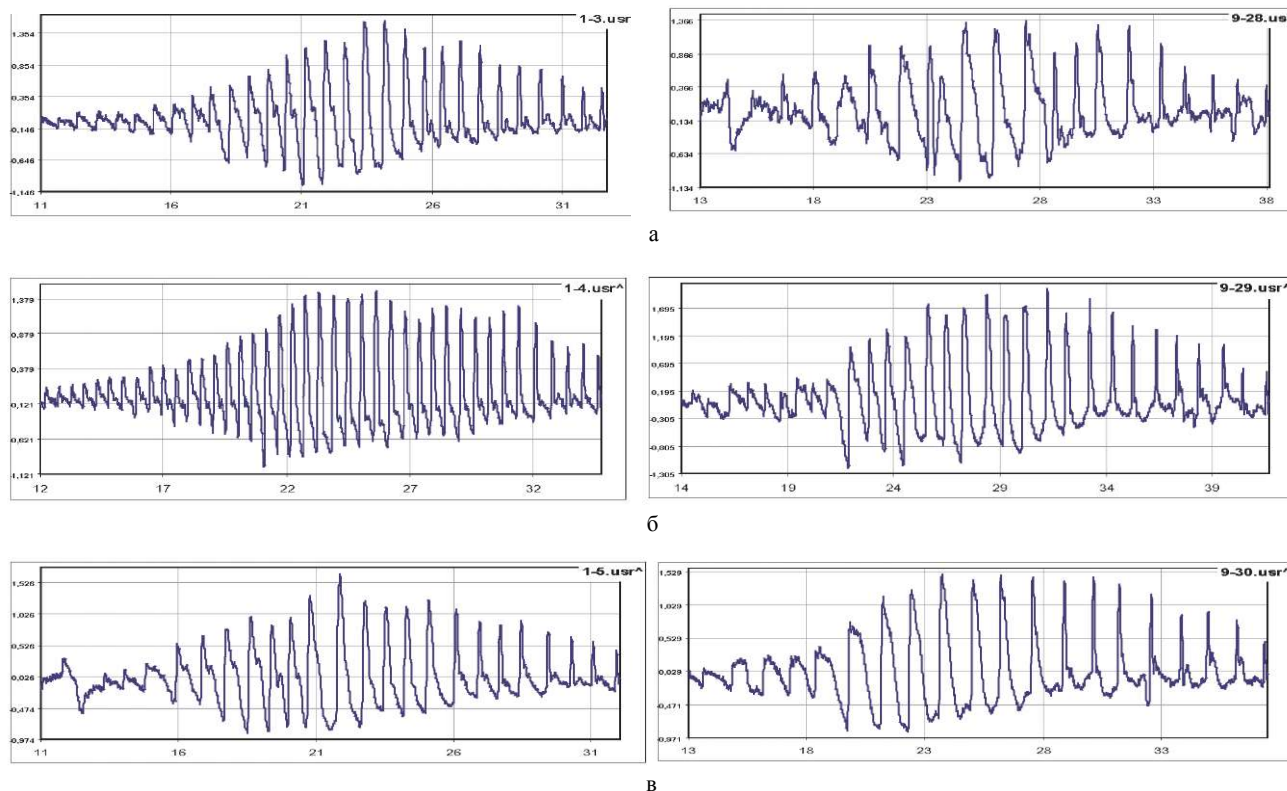 1-3.usr
1,354
0,854
0,354
-0,146
-0,646
-1,146
11 16 21 26 31
9-28.us
1,366
0,866
0,366
-0,134
-0,634
-1,134
13 18 23 28 33 38
а
1-4.usr^
1,379
0,879
0,379
-0,121
-0,621
-1,121
12 17 22 27 32
9-29.usr^
1,695
1,195
0,695
0,195
-0,305
-0,805
-1,305
14 19 24 29 34 39
б
1-5.usr^
1,526
1,026
0,526
0,026
-0,474
-0,974
11 16 21 26 31
9-30.usr^
1,529
1,029
0,529
0,029
-0,471
-0,971
13 18 23 28 33
в